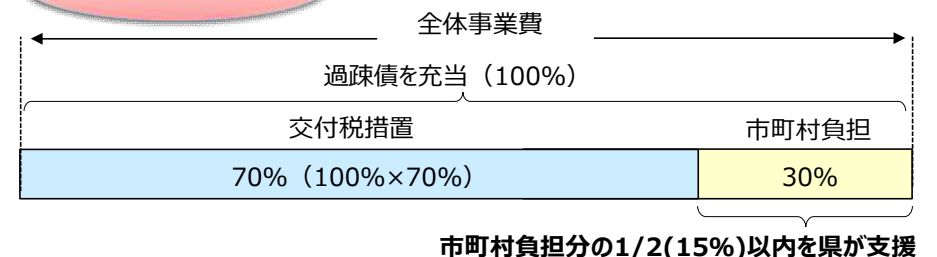 全体事業費
過疎債を充当（100%）
交付税措置
市町村負担
70%（100%×70%）
30%
市町村負担分の1/2(15%)以内を県が支援